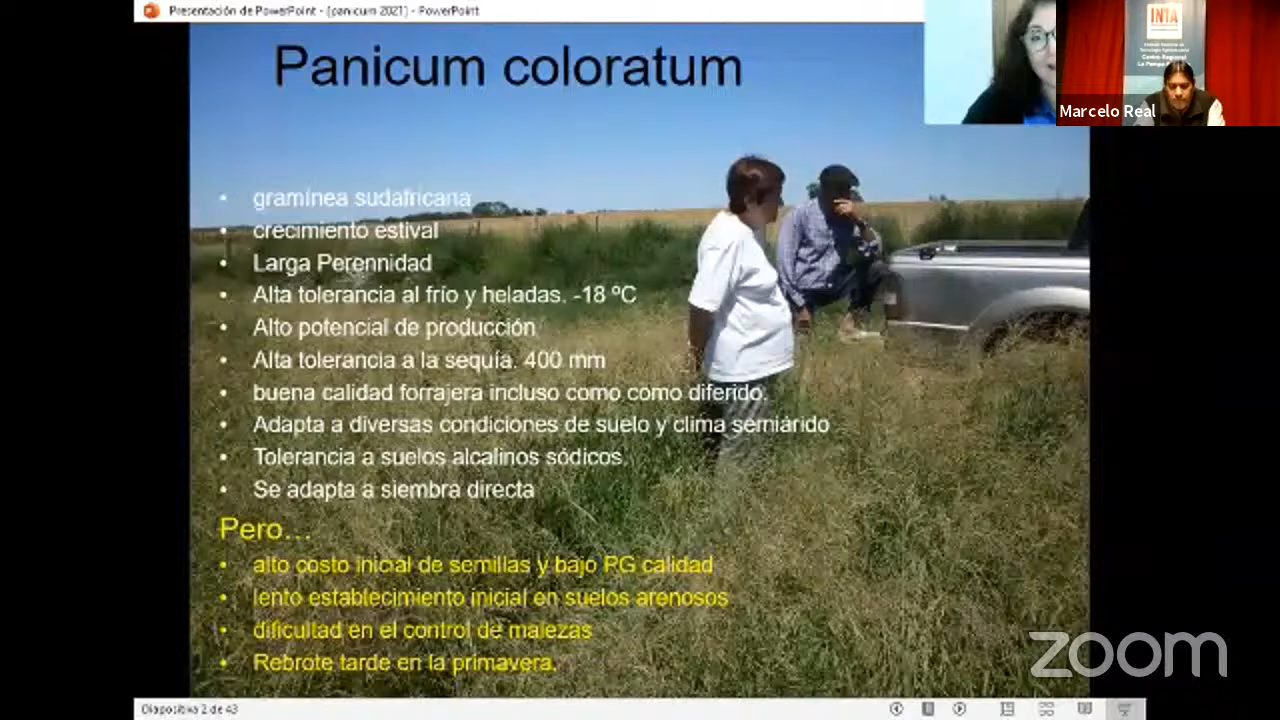 Presentación de PowerPoint - [panicum 2021] - PowerPoint
Panicum coloratum
• gramínea sudafricana
• crecimiento estival
• Larga Perennidad
• Alta tolerancia al frío y heladas. -18 ºC
• Alto potencial de producción
• Alta tolerancia a la sequía. 400 mm
• buena calidad forrajera incluso como como diferido.
• Adapta a diversas condiciones de suelo y clima semiárido
• Tolerancia a suelos alcalinos sódicos.
• Se adapta a siembra directa
Pero…
• alto costo inicial de semillas y bajo PG calidad
• lento establecimiento inicial en suelos arenosos
• dificultad en el control de malezas
• Rebrote tarde en la primavera.
INTA
Centro Regional
La Pampa
Marcelo Real
zoom
Diapositiva 2 de 43